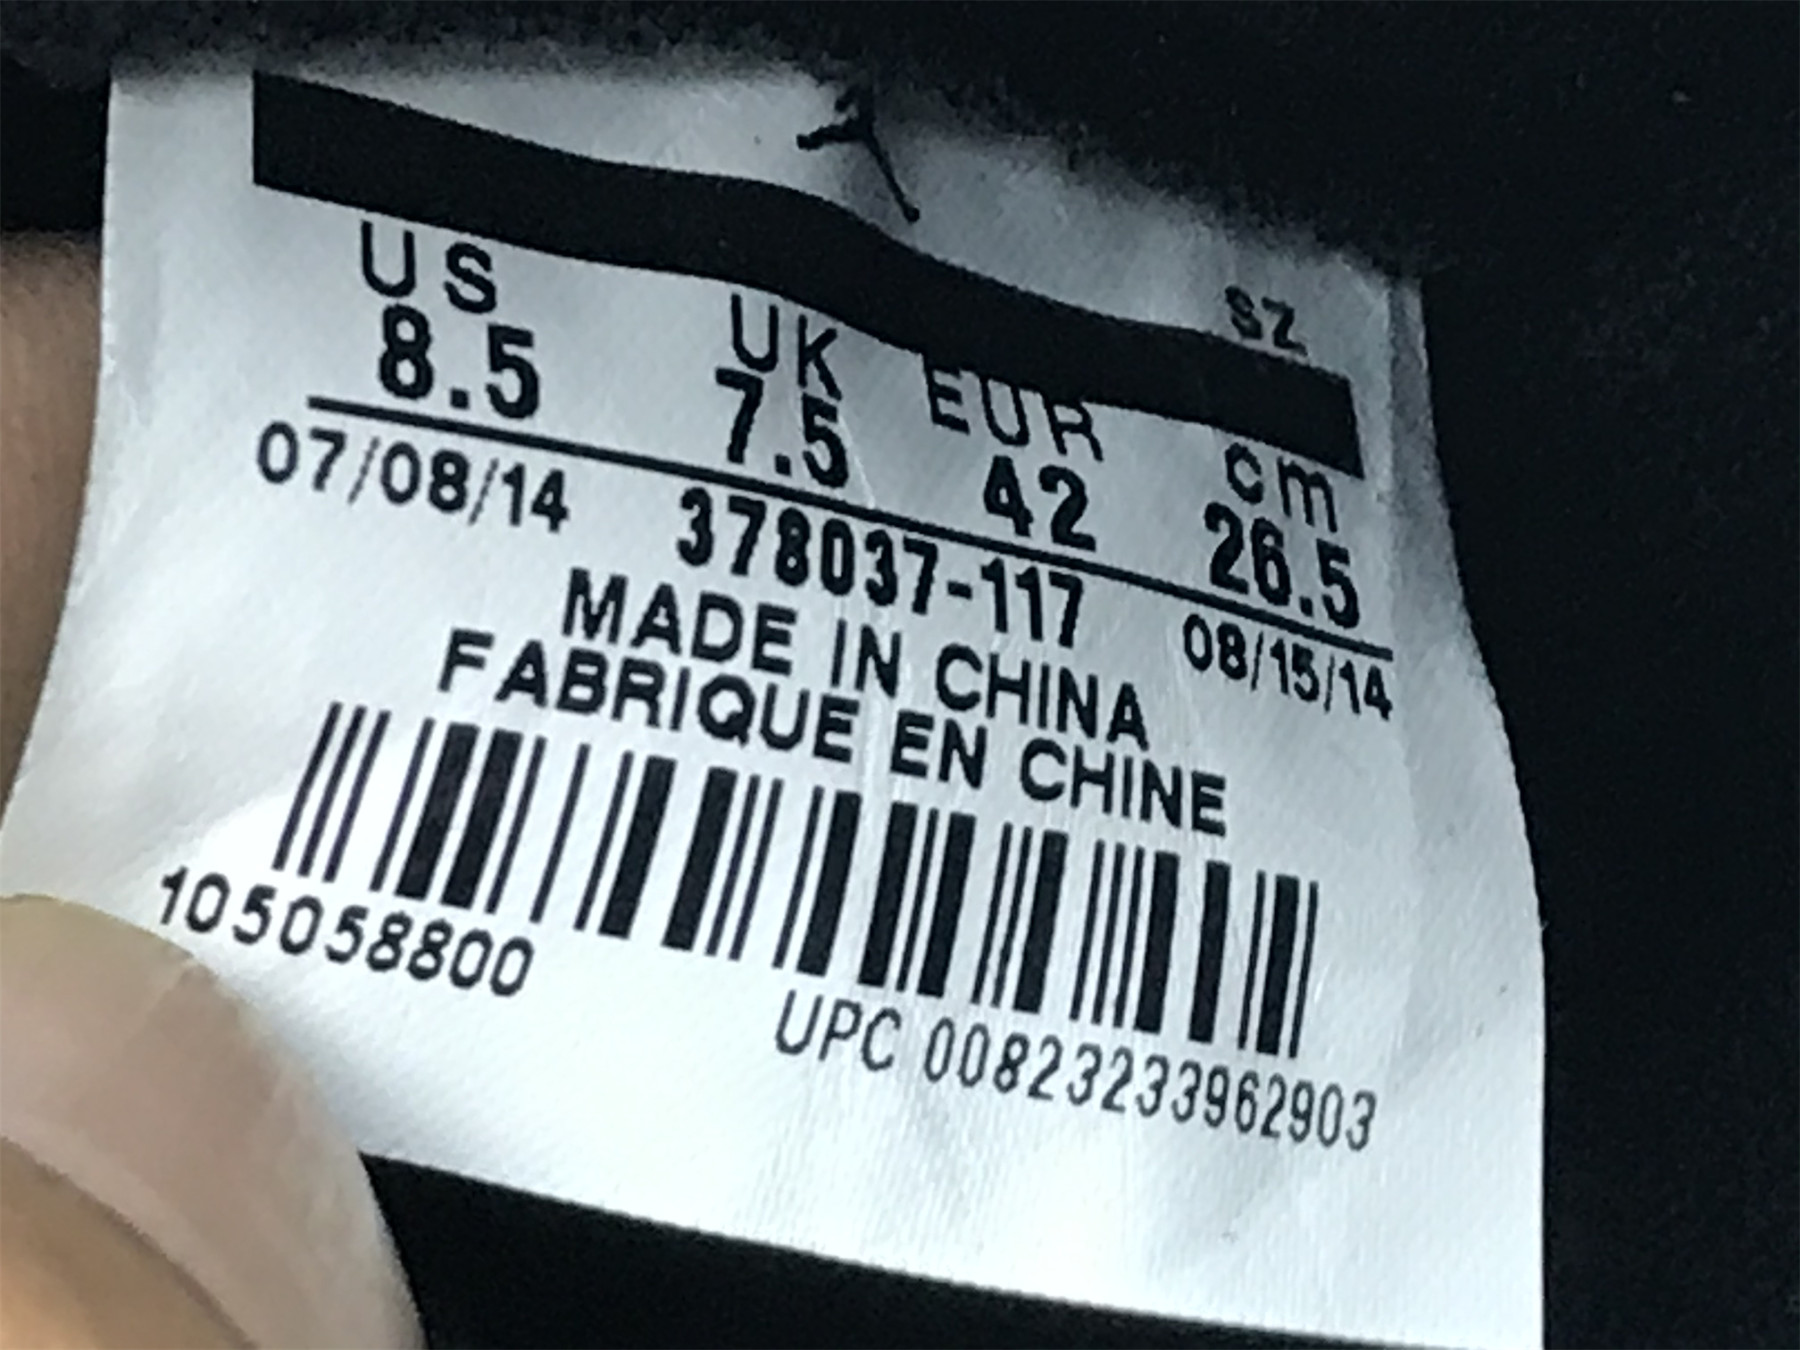 SZ
US UK EUR cm
8.5 7.5 42 26.5
07/08/14 378037-117 08/15/14
MADE IN CHINA
FABRIQUE EN CHINE
105058800
UPC 00823233962903